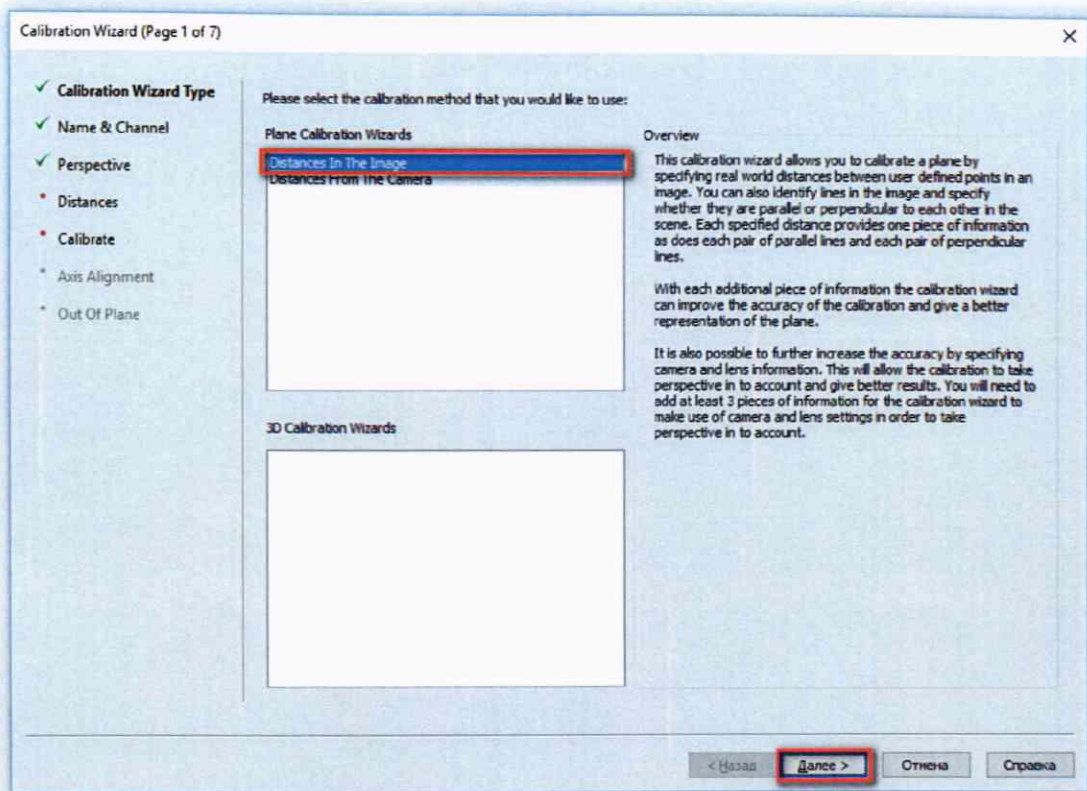 Calibration Wizard (Page 1 of 7)
Calibration Wizard Type
Name & Channel
Perspective
Distances
Calibrate
Axis Alignment
Out Of Plane
Please select the calibration method that you would like to use:
Plane Calibration Wizards
Distances In The Image
Distances From The Camera
3D Calibration Wizards
Overview
This calibration wizard allows you to calibrate a plane by
specifying real world distances between user defined points in an
image. You can also identify lines in the image and specify
whether they are parallel or perpendicular to each other in the
scene. Each specified distance provides one piece of information
as does each pair of parallel lines and each pair of perpendicular
lines.
With each additional piece of information the calibration wizard
can improve the accuracy of the calibration and give a better
representation of the plane.
It is also possible to further increase the accuracy by specifying
camera and lens information. This will allow the calibration to take
perspective in to account and give better results. You will need to
add at least 3 pieces of information for the calibration wizard to
make use of camera and lens settings in order to take
perspective in to account.
< Назад
Далее >
Отмена
Справка